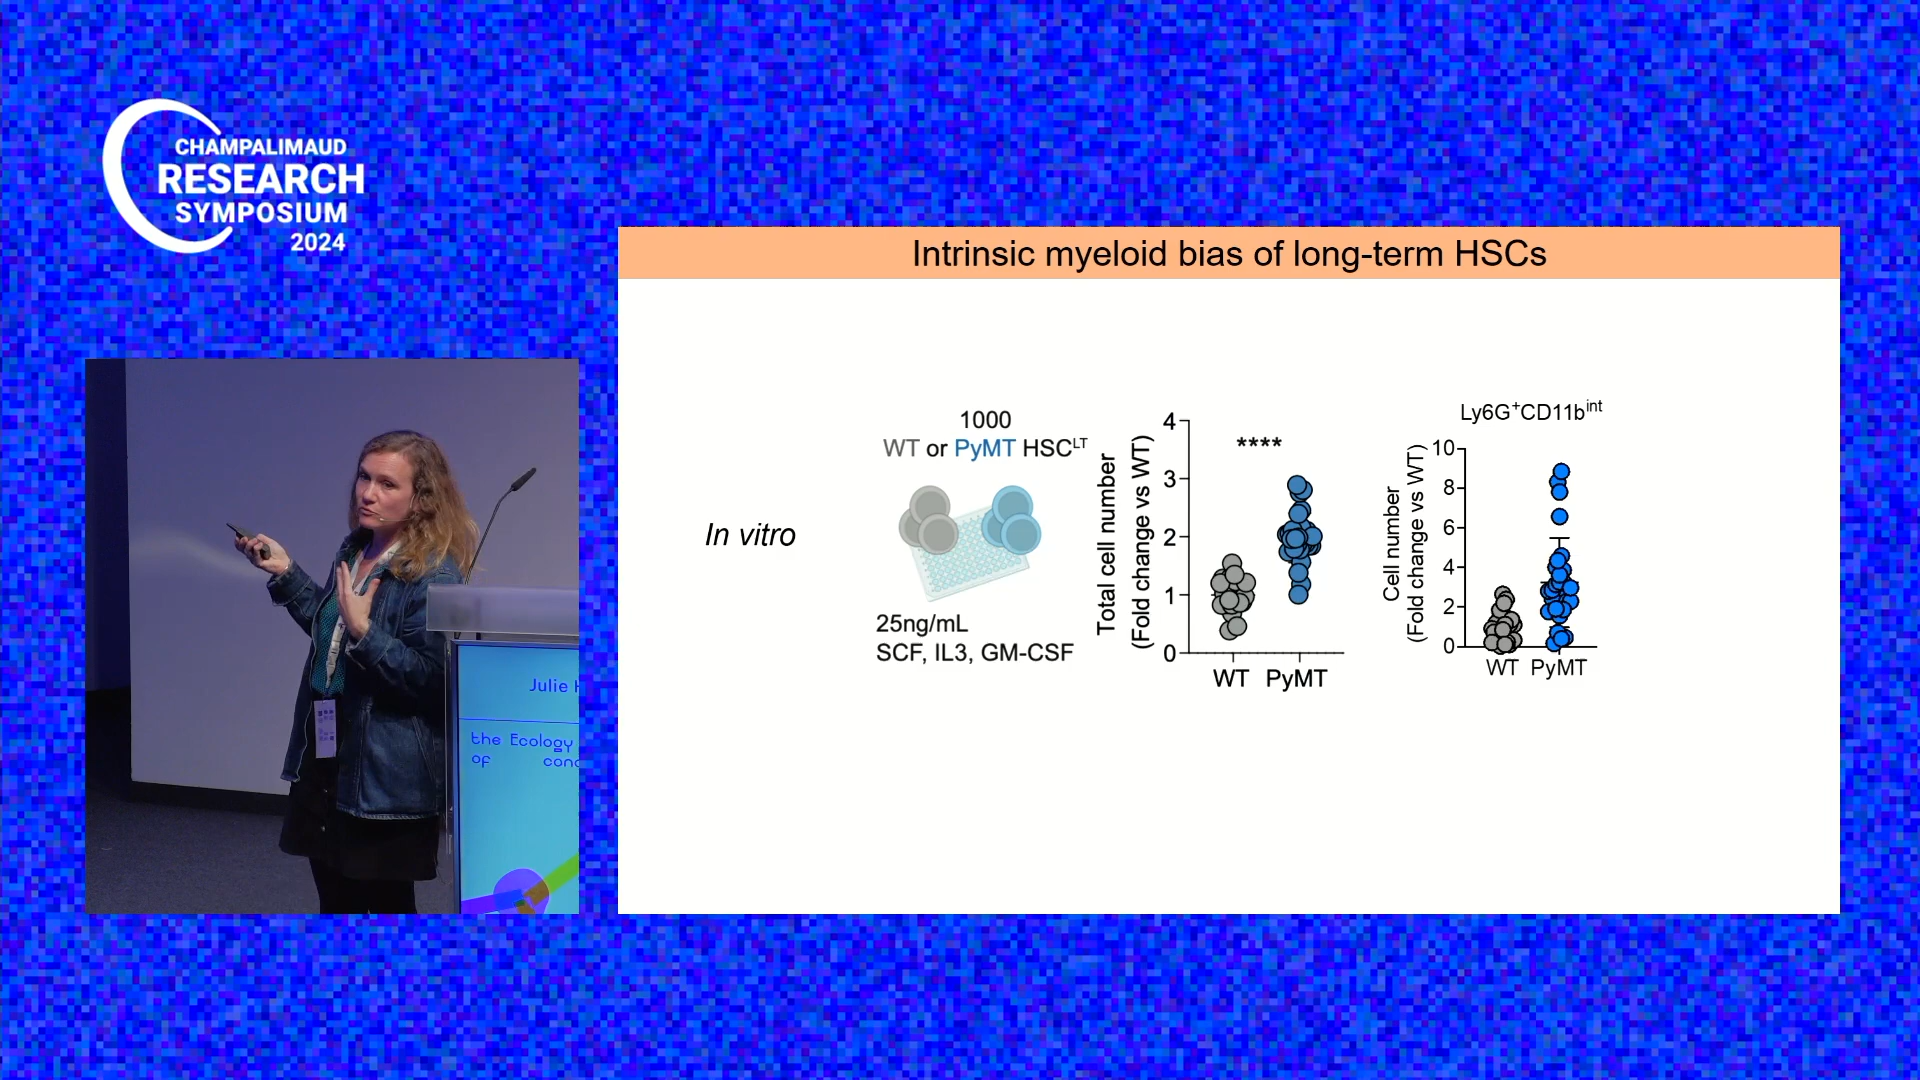 CHAMPALIMAUD
RESEARCH
SYMPOSIUM
2024
Intrinsic myeloid bias of long-term HSCs
In vitro
1000
WT or PyMT HSC^LT
25ng/mL
SCF, IL3, GM-CSF
Total cell number
(Fold change vs WT)
4
3
2
1
0
****
WT PyMT
Ly6G⁺CD11b^int
Cell number
(Fold change vs WT)
10
8
6
4
2
0
WT PyMT
Julie
the Ecology
of